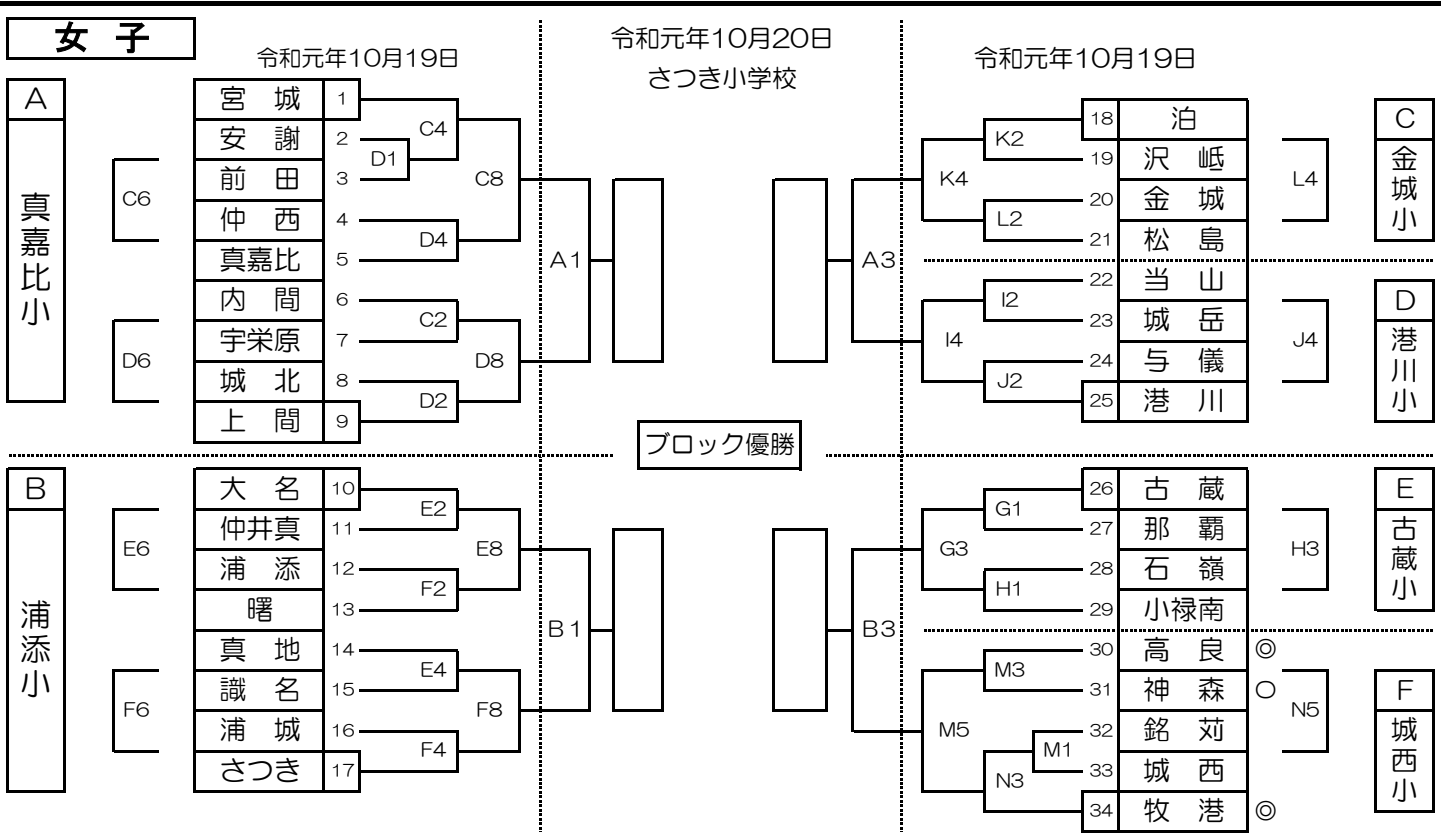 女 子
令和元年10月19日
令和元年10月20日
さつき小学校
令和元年10月19日
A
真嘉比小
宮 城 1
安 謝 2
前 田 3
仲 西 4
真嘉比 5
内 間 6
宇栄原 7
城 北 8
上 間 9
C6
D6
D1
C4
D4
C2
D2
C8
D8
A1
B
浦添小
大 名 10
仲井真 11
浦 添 12
曙 13
真 地 14
識 名 15
浦 城 16
さつき 17
E6
F6
E2
F2
E4
F4
E8
F8
B1
ブロック優勝
A3
K4
K2
L2
18 泊
19 沢 岻
20 金 城
21 松 島
L4
C
金城小
I4
I2
J2
22 当 山
23 城 岳
24 与 儀
25 港 川
J4
D
港川小
B3
G3
G1
H1
26 古 蔵
27 那 覇
28 石 嶺
29 小禄南
H3
E
古蔵小
M5
M3
M1
N3
30 高 良 ◎
31 神 森 ○
32 銘 苅
33 城 西
34 牧 港 ◎
N5
F
城西小